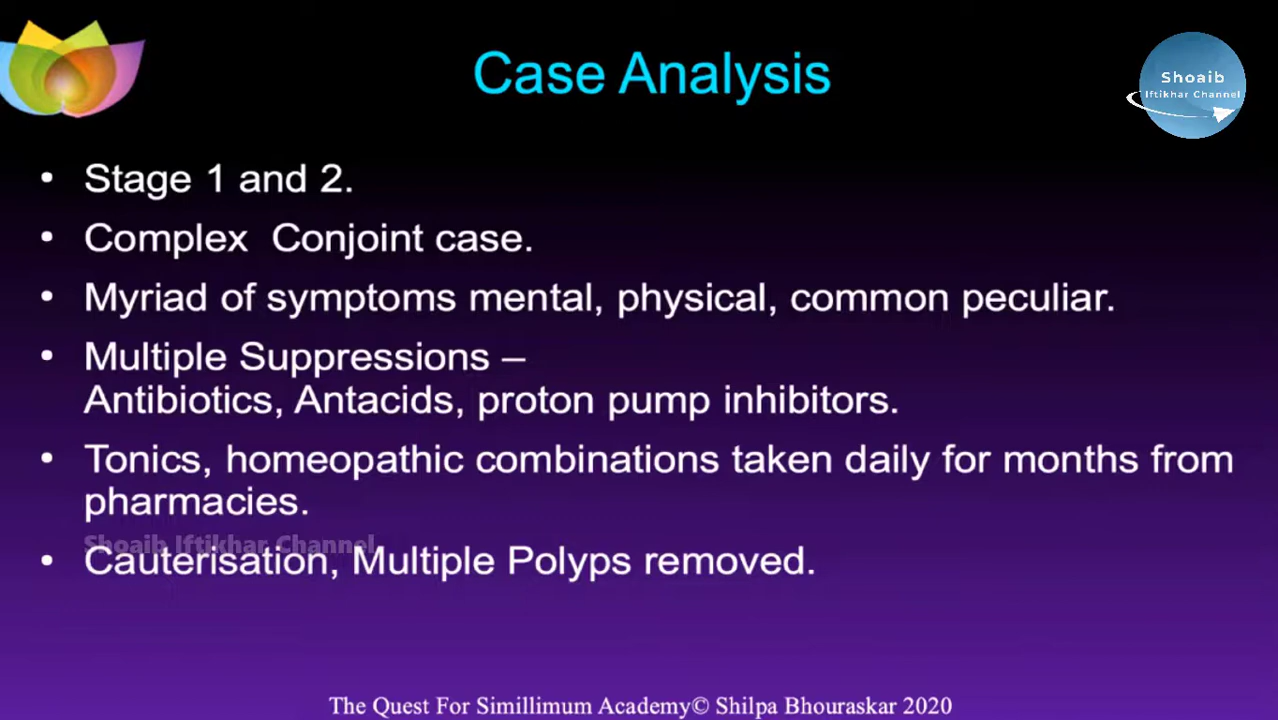 Case Analysis
Shoaib
Iftikhar Channel
• Stage 1 and 2.
• Complex Conjoint case.
• Myriad of symptoms mental, physical, common peculiar.
• Multiple Suppressions –
Antibiotics, Antacids, proton pump inhibitors.
• Tonics, homeopathic combinations taken daily for months from
pharmacies.
Shoaib Iftikhar Channel
• Cauterisation, Multiple Polyps removed.
The Quest For Simillimum Academy© Shilpa Bhouraskar 2020